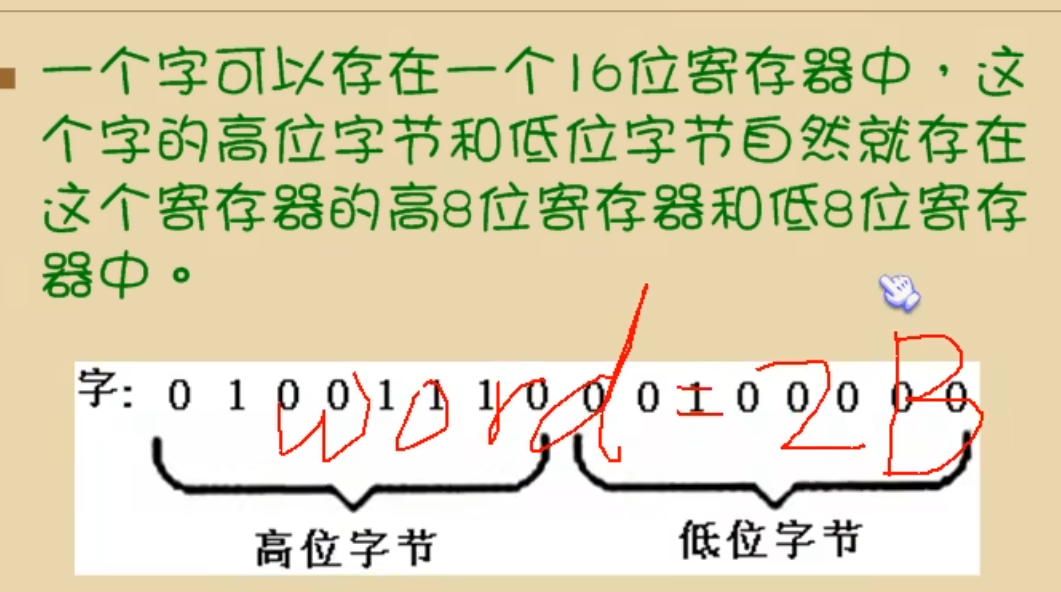 一个字可以存在一个16位寄存器中，这
个字的高位字节和低位字节自然就存在
这个寄存器的高8位寄存器和低8位寄存
器中。
字: 0 1 0 0 1 1 1 0 0 0 1 0 0 0 0 0
word = 2B
高位字节 低位字节